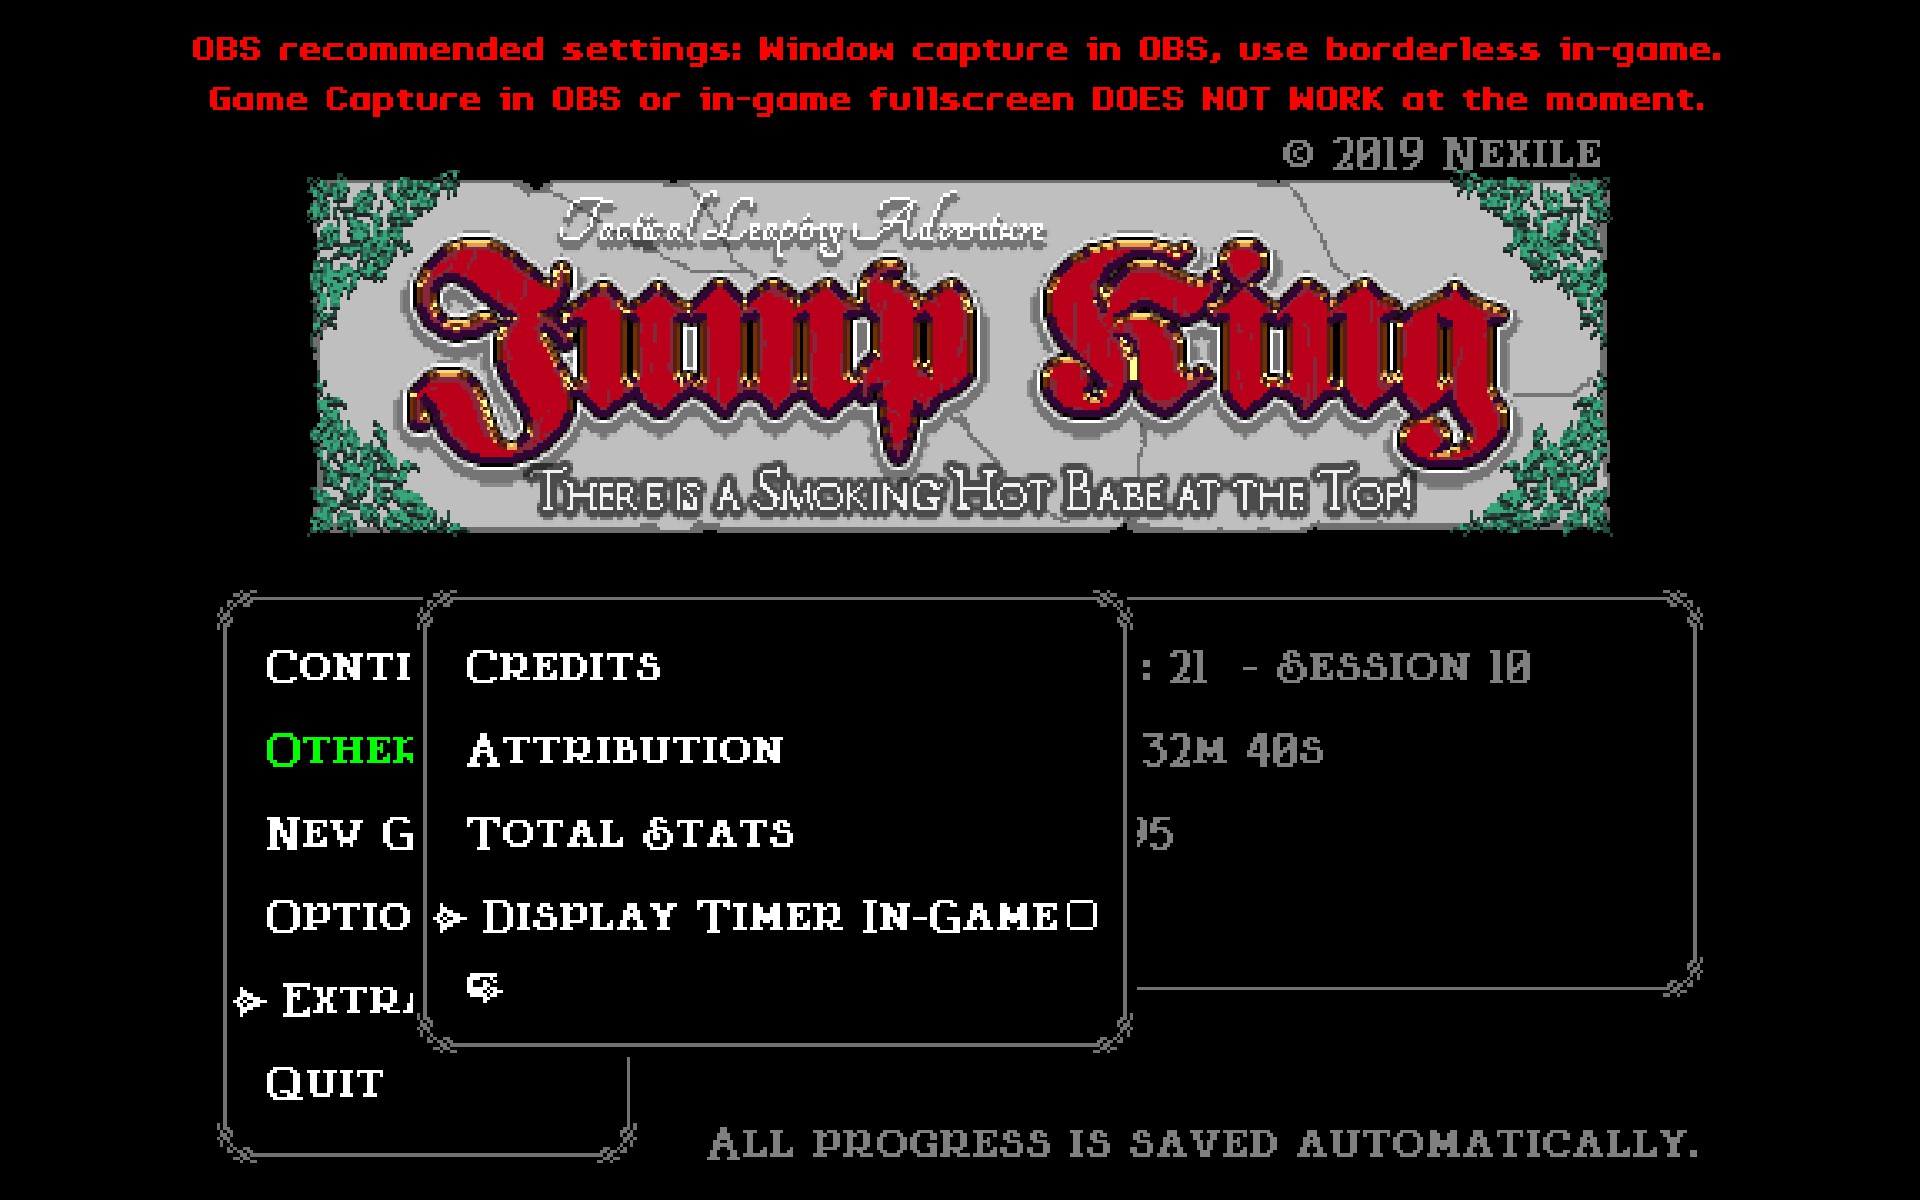 OBS recommended settings: Window capture in OBS, use borderless in-game.
Game Capture in OBS or in-game fullscreen DOES NOT WORK at the moment.
© 2019 Nexile
Tactical Leaping Adventure
Jump King
There is a Smoking Hot Babe at the Top!
Conti
Other
New G
Optio
Extra
Quit
Credits
Attribution
Total Stats
Display Timer In-Game
: 21 - Session 10
32m 40s
95
All progress is saved automatically.